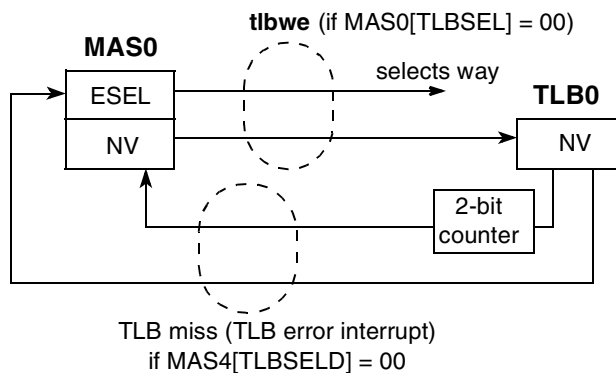 tlbwe (if MAS0[TLBSEL] = 00)
MAS0
selects way
TLB0
ESEL
NV
NV
2-bit
counter
TLB miss (TLB error interrupt)
if MAS4[TLBSELD] = 00